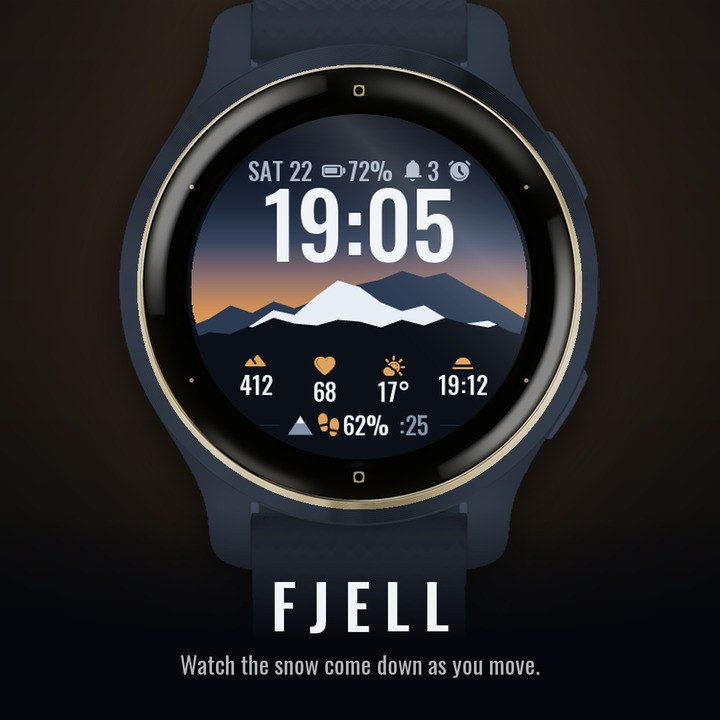 SAT 22 72% 3
19:05
412 68 17° 19:12
62% :25
FJELL
Watch the snow come down as you move.